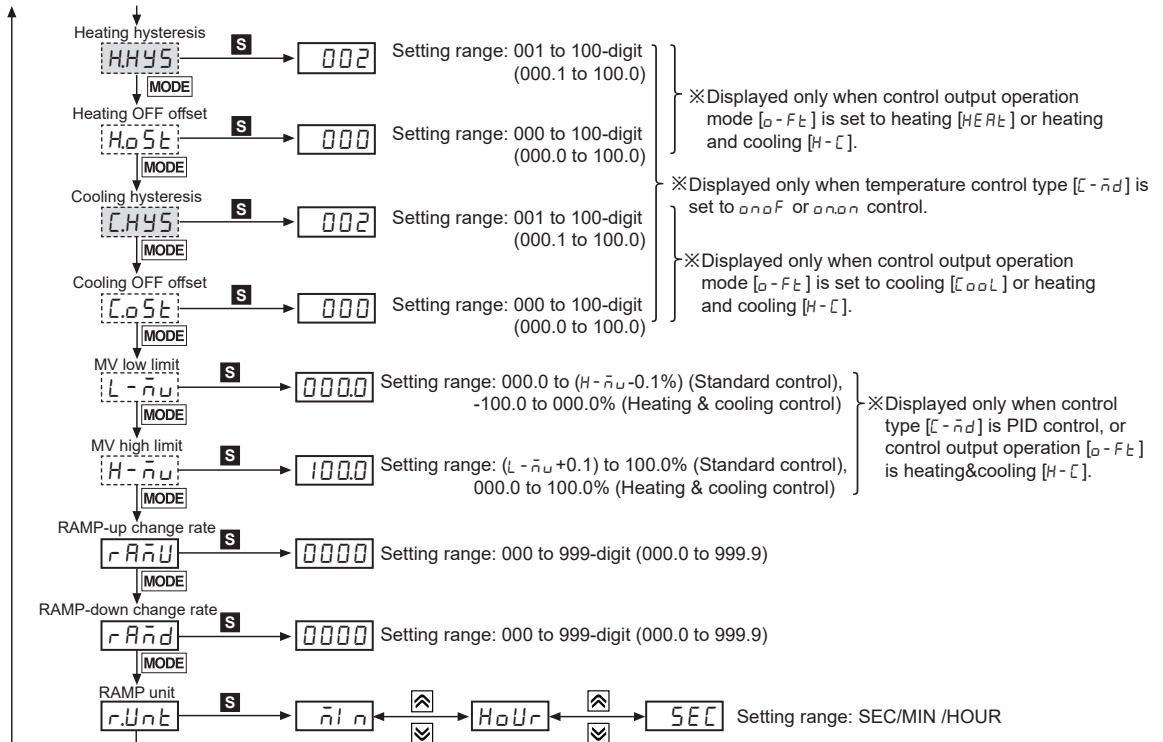 Heating hysteresis
H.HYS
S
002
Setting range: 001 to 100-digit
(000.1 to 100.0)
MODE
※Displayed only when control output operation
mode [o-Ft] is set to heating [HEAt] or heating
and cooling [H-C].
Heating OFF offset
H.oSt
S
000
Setting range: 000 to 100-digit
(000.0 to 100.0)
MODE
※Displayed only when temperature control type [C-md] is
set to onoF or on.on control.
Cooling hysteresis
C.HYS
S
002
Setting range: 001 to 100-digit
(000.1 to 100.0)
MODE
※Displayed only when control output operation
mode [o-Ft] is set to cooling [CooL] or heating
and cooling [H-C].
Cooling OFF offset
C.oSt
S
000
Setting range: 000 to 100-digit
(000.0 to 100.0)
MODE
MV low limit
L-mv
S
000.0
Setting range: 000.0 to (H-mv-0.1%) (Standard control),
-100.0 to 000.0% (Heating & cooling control)
MODE
※Displayed only when control
type [C-md] is PID control, or
control output operation [o-Ft]
is heating&cooling [H-C].
MV high limit
H-mv
S
100.0
Setting range: (L-mv+0.1) to 100.0% (Standard control),
000.0 to 100.0% (Heating & cooling control)
MODE
RAMP-up change rate
rAmU
S
0000
Setting range: 000 to 999-digit (000.0 to 999.9)
MODE
RAMP-down change rate
rAmd
S
0000
Setting range: 000 to 999-digit (000.0 to 999.9)
MODE
RAMP unit
r.Unt
S
mIn
HoUr
SEC
Setting range: SEC/MIN /HOUR